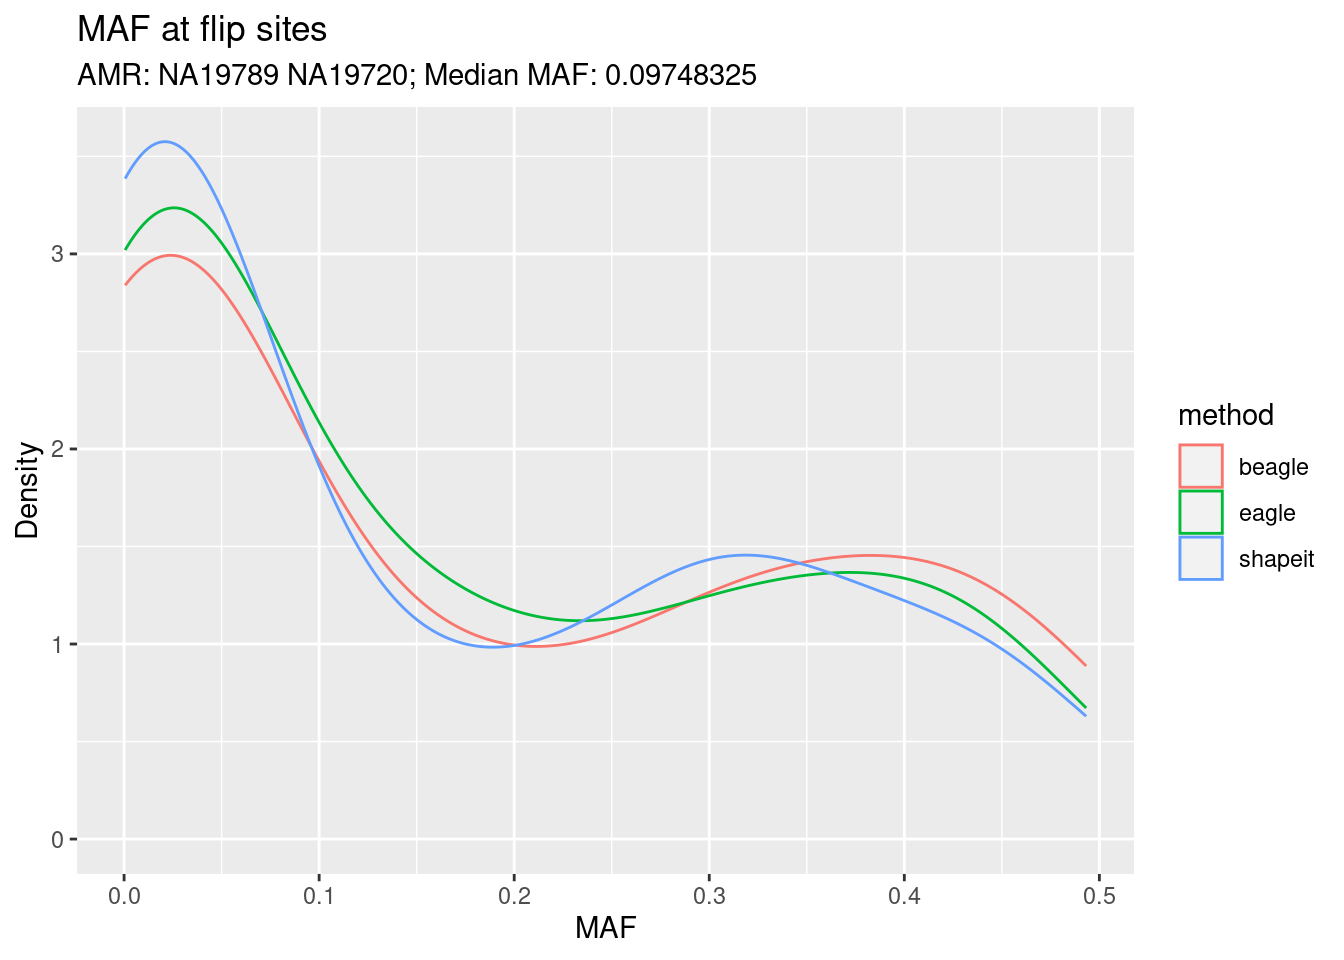 MAF at flip sites
AMR: NA19789 NA19720; Median MAF: 0.09748325
Density
3
2
1
0
0.0 0.1 0.2 0.3 0.4 0.5
MAF
method
beagle
eagle
shapeit